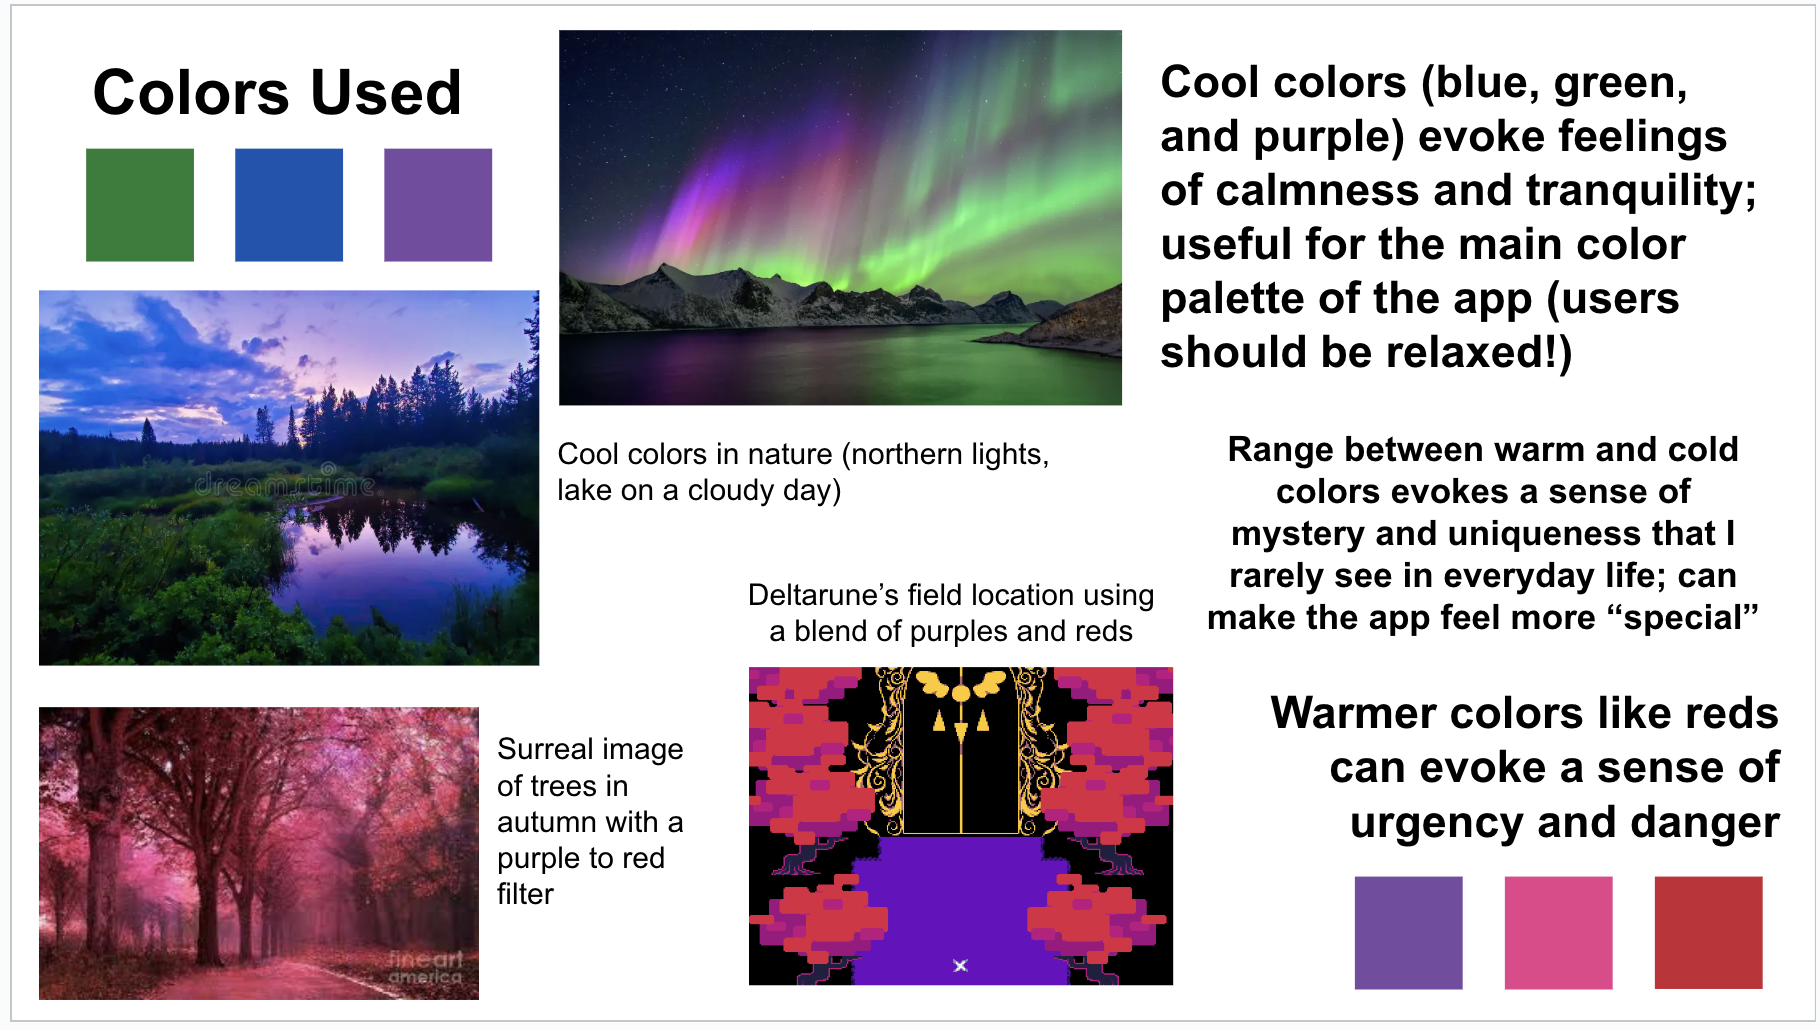 Colors Used
Cool colors (blue, green,
and purple) evoke feelings
of calmness and tranquility;
useful for the main color
palette of the app (users
should be relaxed!)
dreamstime
Cool colors in nature (northern lights,
lake on a cloudy day)
Range between warm and cold
colors evokes a sense of
mystery and uniqueness that I
rarely see in everyday life; can
make the app feel more “special”
Deltarune’s field location using
a blend of purples and reds
Surreal image
of trees in
autumn with a
purple to red
filter
fineart
america
Warmer colors like reds
can evoke a sense of
urgency and danger